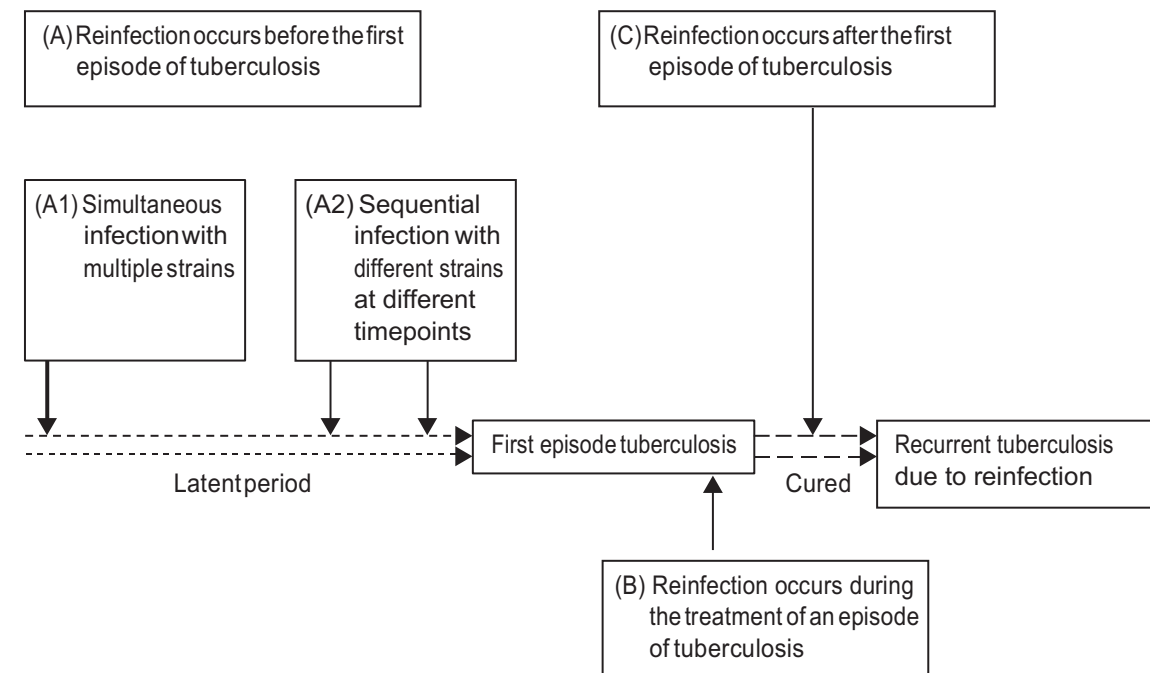 (A) Reinfection occurs before the first
episode of tuberculosis
(C) Reinfection occurs after the first
episode of tuberculosis
(A1) Simultaneous
infection with
multiple strains
(A2) Sequential
infection with
different strains
at different
timepoints
First episode tuberculosis
Recurrent tuberculosis
due to reinfection
Latent period
Cured
(B) Reinfection occurs during
the treatment of an episode
of tuberculosis